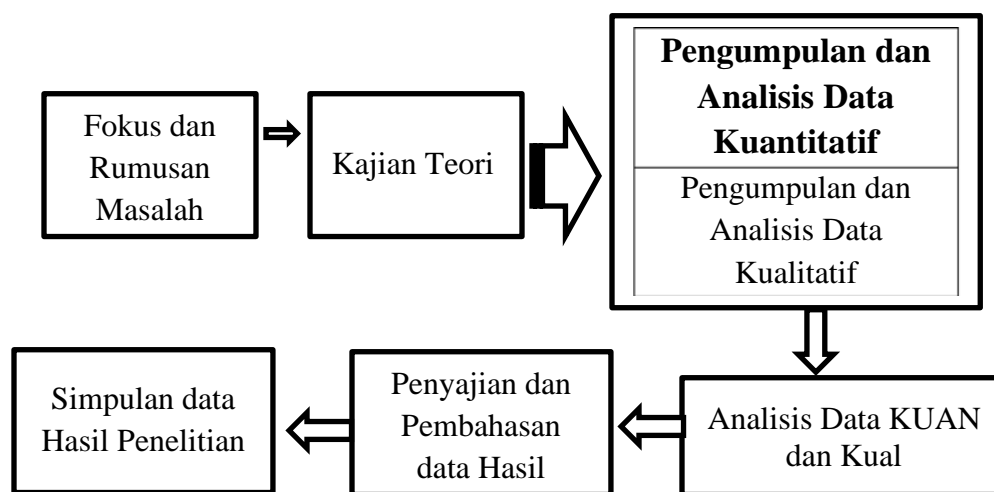 Fokus dan
Rumusan
Masalah
Kajian Teori
Pengumpulan dan
Analisis Data
Kuantitatif
Pengumpulan dan
Analisis Data
Kualitatif
Analisis Data KUAN
dan Kual
Penyajian dan
Pembahasan
data Hasil
Simpulan data
Hasil Penelitian